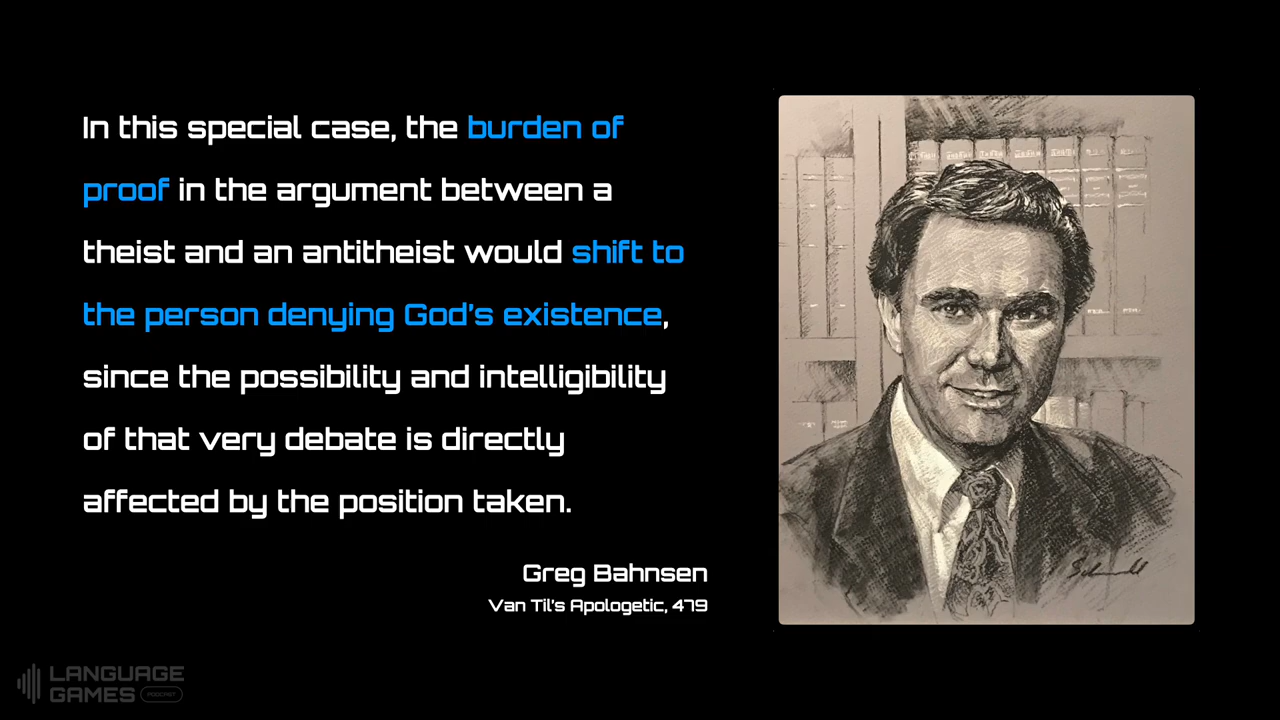 In this special case, the burden of
proof in the argument between a
theist and an antitheist would shift to
the person denying God's existence,
since the possibility and intelligibility
of that very debate is directly
affected by the position taken.
Greg Bahnsen
Van Til's Apologetic, 479
LANGUAGE
GAMES PODCAST